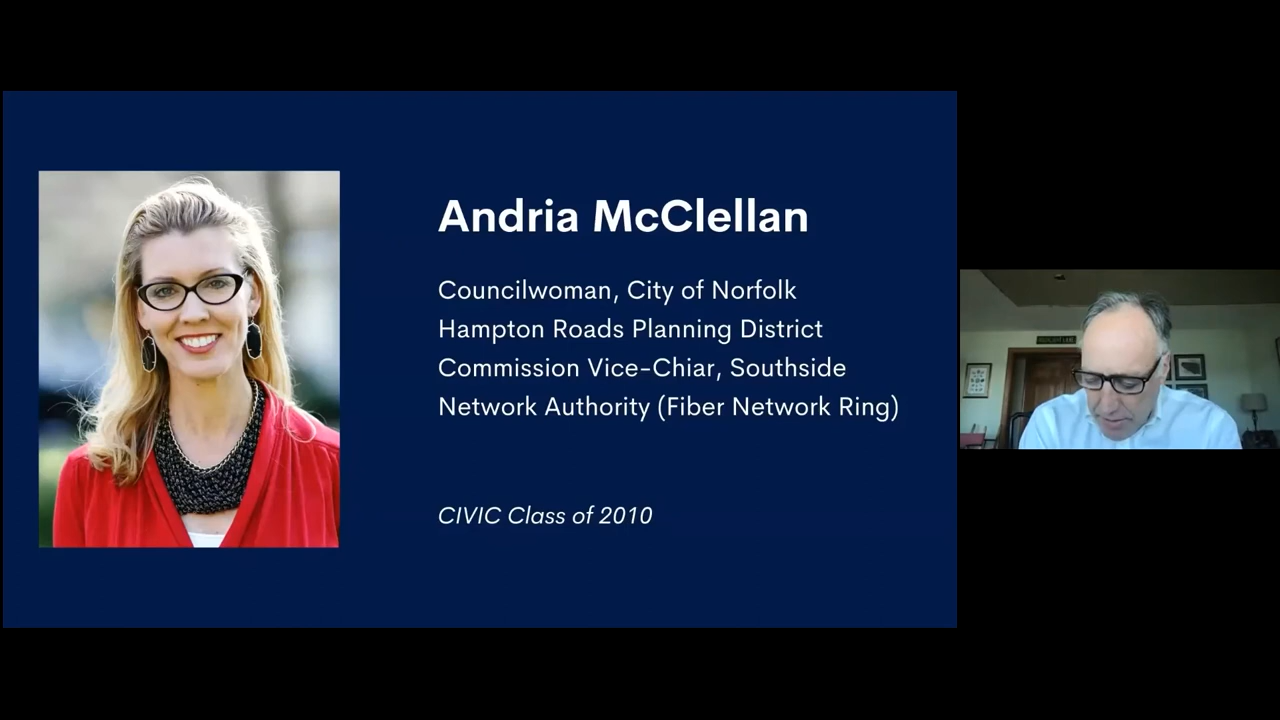 Andria McClellan
Councilwoman, City of Norfolk
Hampton Roads Planning District
Commission Vice-Chiar, Southside
Network Authority (Fiber Network Ring)
CIVIC Class of 2010